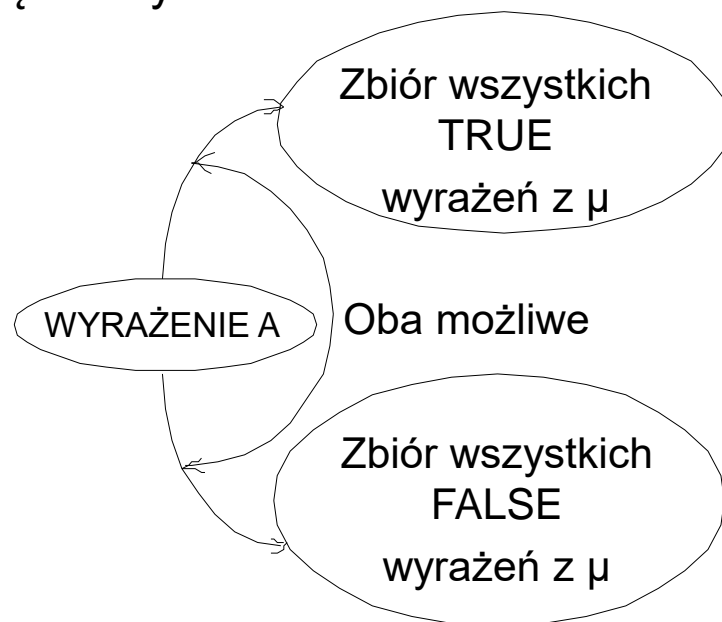 Zbiór wszystkich
TRUE
wyrażeń z µ
WYRAŻENIE A
Oba możliwe
Zbiór wszystkich
FALSE
wyrażeń z µ